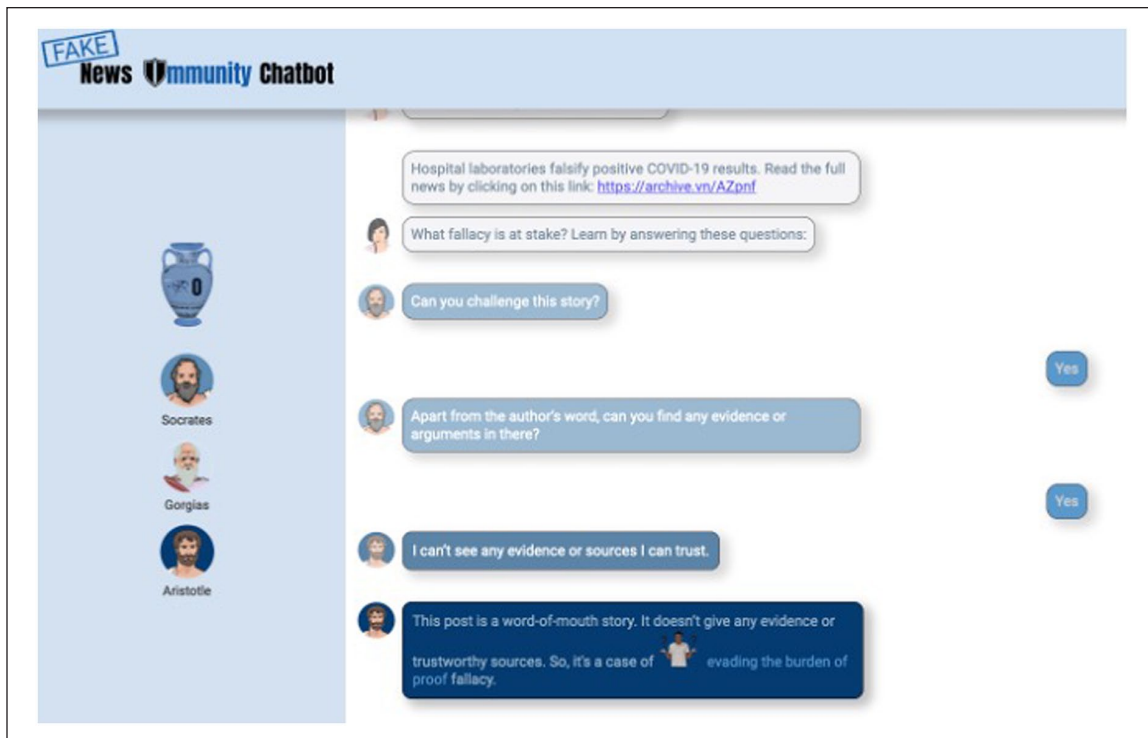 FAKE
News Immunity Chatbot
Hospital laboratories falsify positive COVID-19 results. Read the full
news by clicking on this link: https://archive.vn/AZpnf
What fallacy is at stake? Learn by answering these questions:
0
Can you challenge this story?
Yes
Socrates
Apart from the author's word, can you find any evidence or
arguments in there?
Gorgias
Yes
I can't see any evidence or sources I can trust.
Aristotle
This post is a word-of-mouth story. It doesn't give any evidence or
trustworthy sources. So, it's a case of ? ? evading the burden of
proof fallacy.